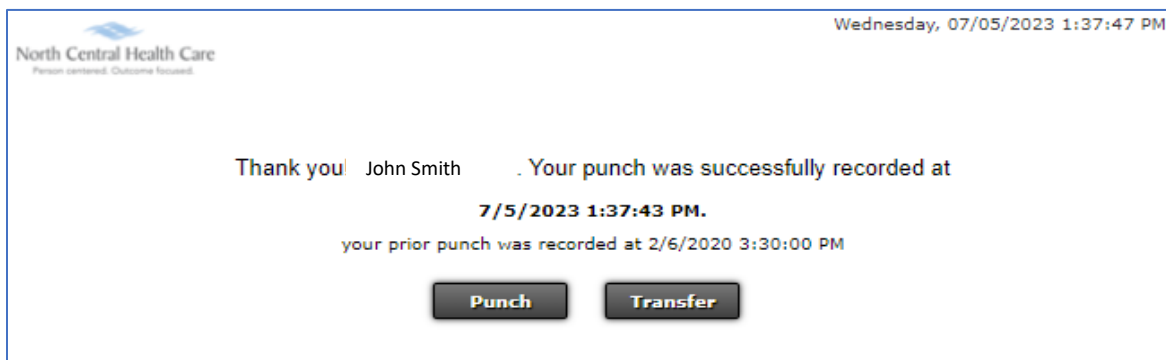 Wednesday, 07/05/2023 1:37:47 PM
North Central Health Care
Person centered. Outcome focused.
Thank you John Smith . Your punch was successfully recorded at
7/5/2023 1:37:43 PM.
your prior punch was recorded at 2/6/2020 3:30:00 PM
Punch Transfer